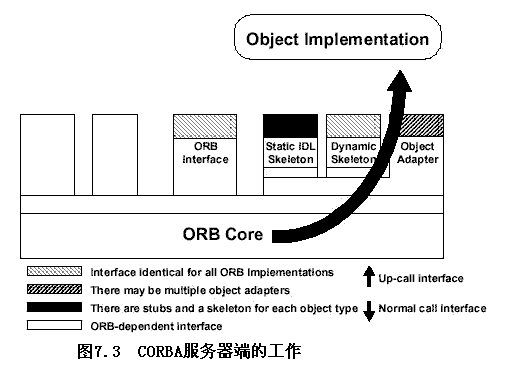 Object Implementation
ORB
interface
Static IDL
Skeleton
Dynamic
Skeleton
Object
Adapter
ORB Core
Interface identical for all ORB Implementations
There may be multiple object adapters
There are stubs and a skeleton for each object type
ORB-dependent interface
Up-call interface
Normal call interface
图7.3 CORBA服务器端的工作